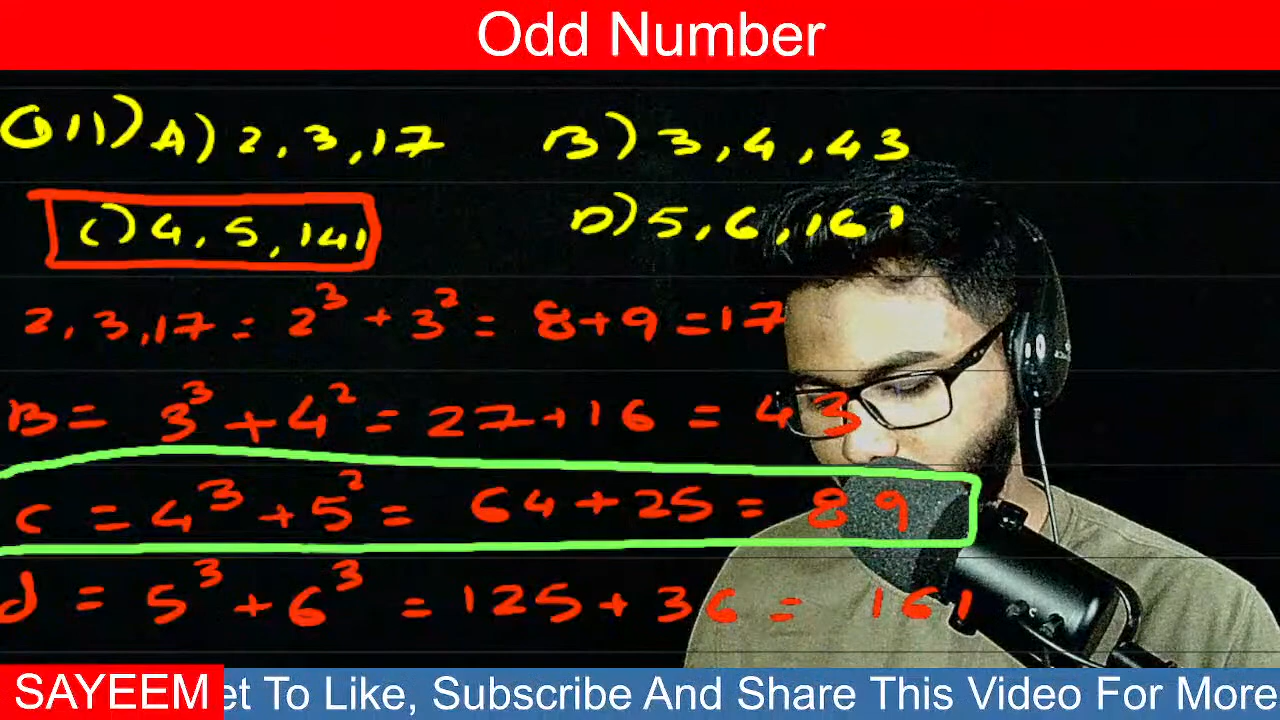 Odd Number
Q11) A) 2, 3, 17 B) 3, 4, 43
C) 4, 5, 141 D) 5, 6, 161
2, 3, 17 = 2³ + 3² = 8 + 9 = 17
B = 3³ + 4² = 27 + 16 = 43
C = 4³ + 5² = 64 + 25 = 89
d = 5³ + 6³ = 125 + 36 = 161
SAYEEM et To Like, Subscribe And Share This Video For More